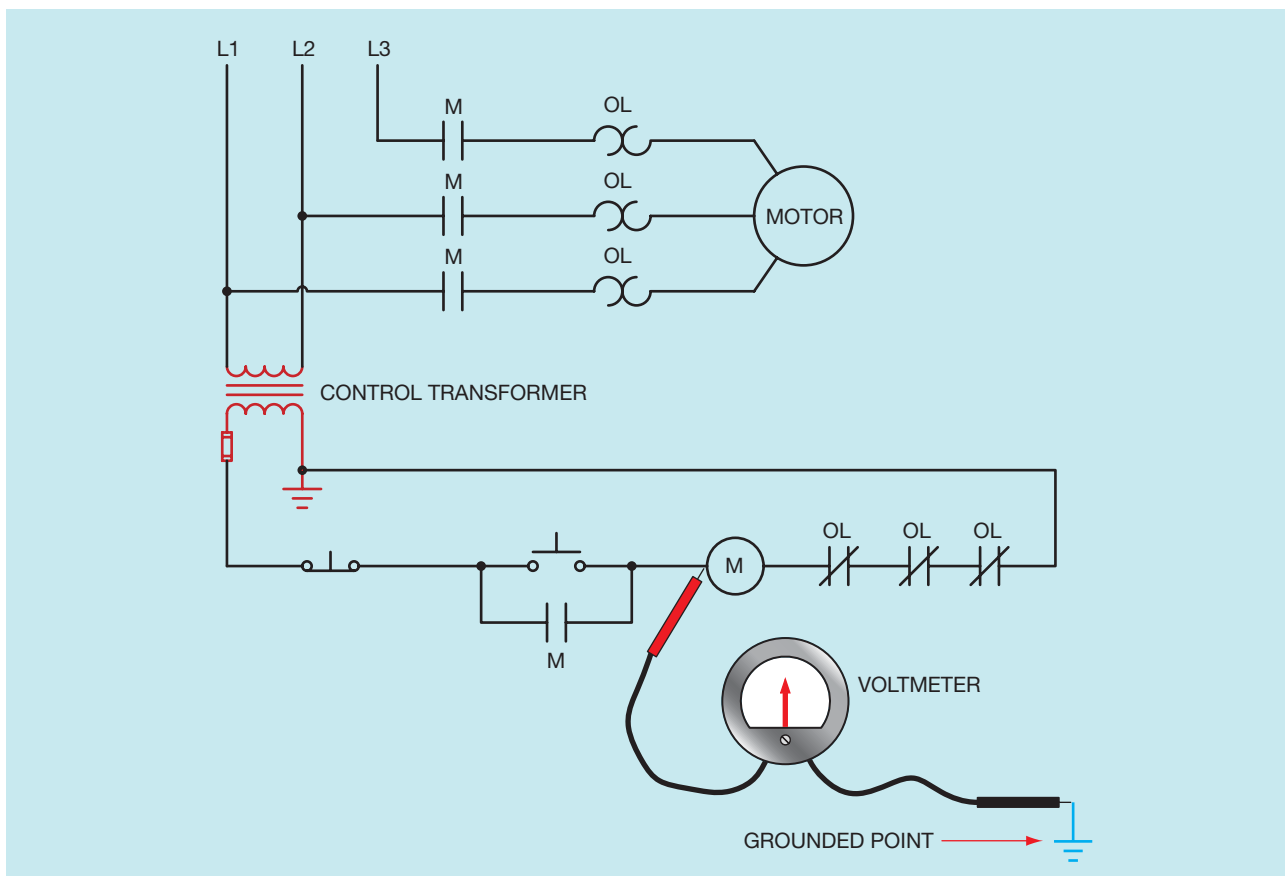 L1 L2 L3
M OL
M OL
MOTOR
M OL
CONTROL TRANSFORMER
OL OL OL
M
M
VOLTMETER
GROUNDED POINT